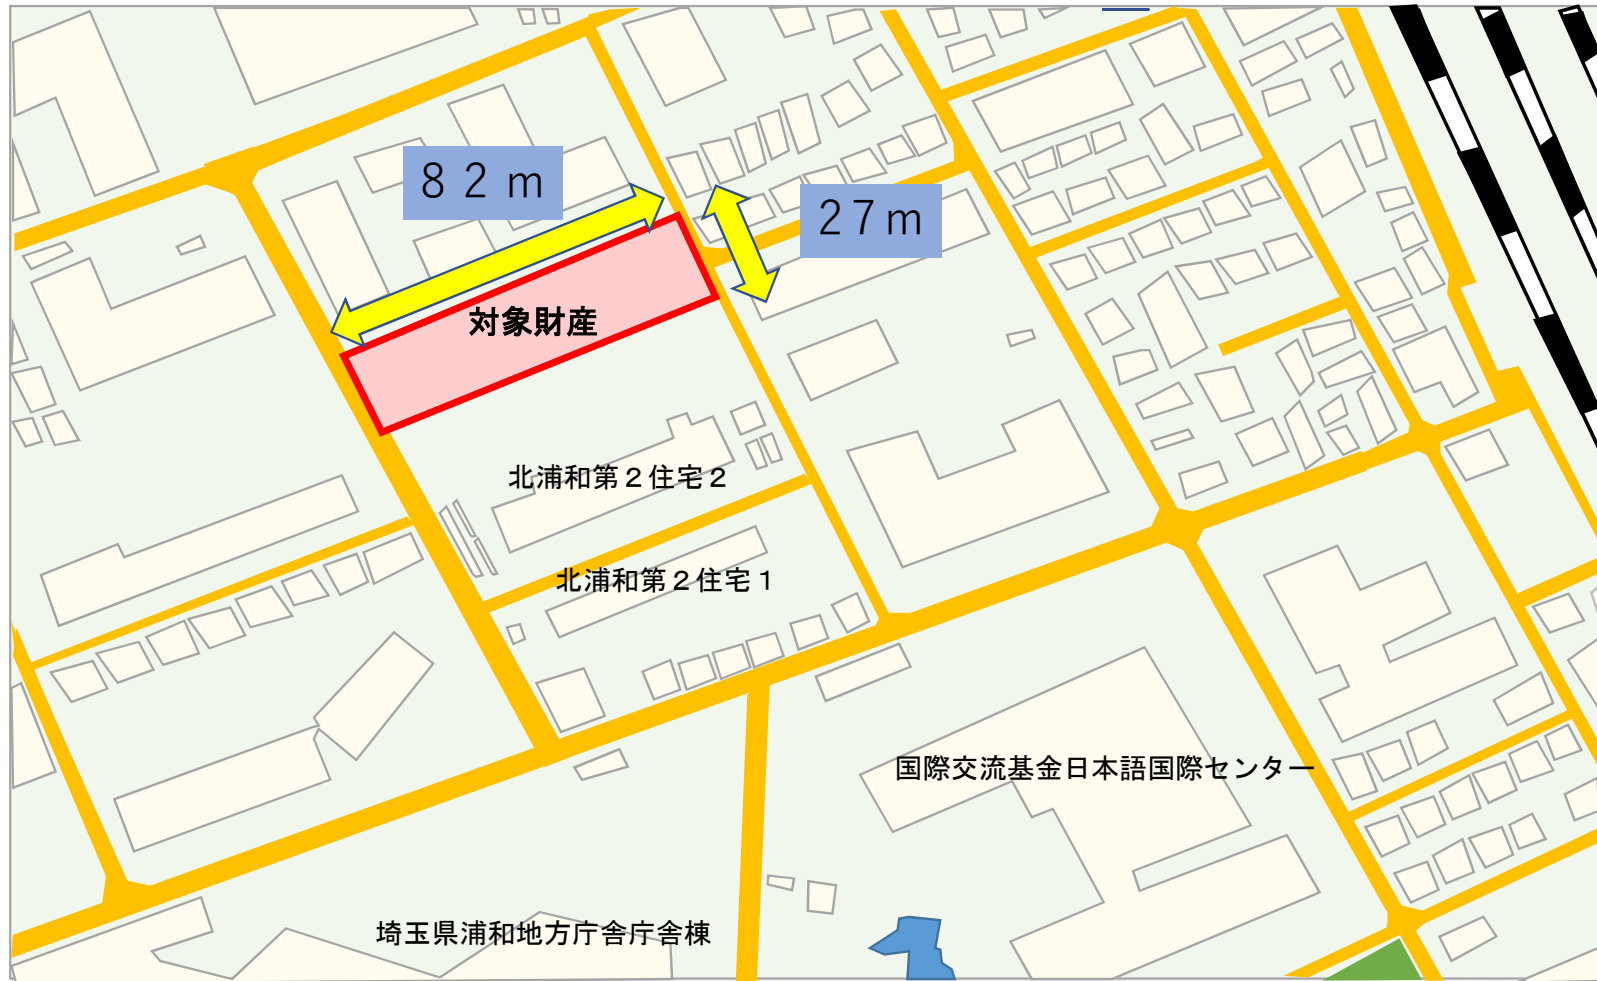 ８２ｍ
２７ｍ
対象財産
北浦和第２住宅２
北浦和第２住宅１
国際交流基金日本語国際センター
埼玉県浦和地方庁舎庁舎棟